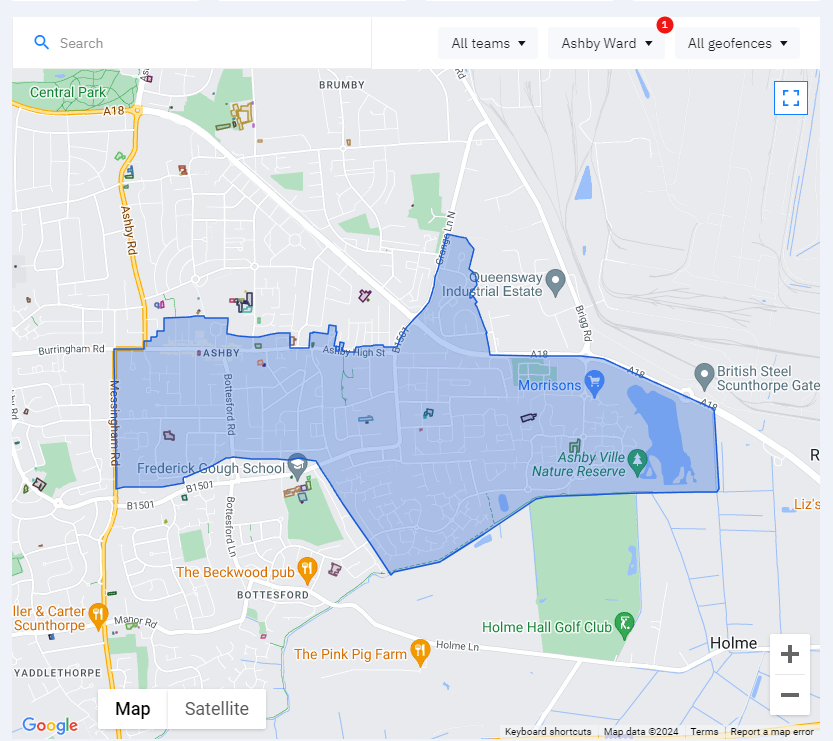 Search
All teams
Ashby Ward
1
All geofences
Central Park
A18
BRUMBY
Ashby Rd
Grange Ln N
Queensway
Industrial Estate
Brigg Rd
Burringham Rd
ASHBY
Ashby High St
B1501
A18
A18
British Steel
Scunthorpe Gate
A18
Morrisons
Messingham Rd
Bottesford Rd
Frederick Gough School
Ashby Ville
Nature Reserve
B1501
B1501
Liz's
Bottesford Ln
The Beckwood pub
BOTTESFORD
ller & Carter
Scunthorpe
Manor Rd
Holme Hall Golf Club
Holme
Holme Ln
The Pink Pig Farm
YADDLETHORPE
Map
Satellite
Google
Keyboard shortcuts
Map data ©2024
Terms
Report a map error